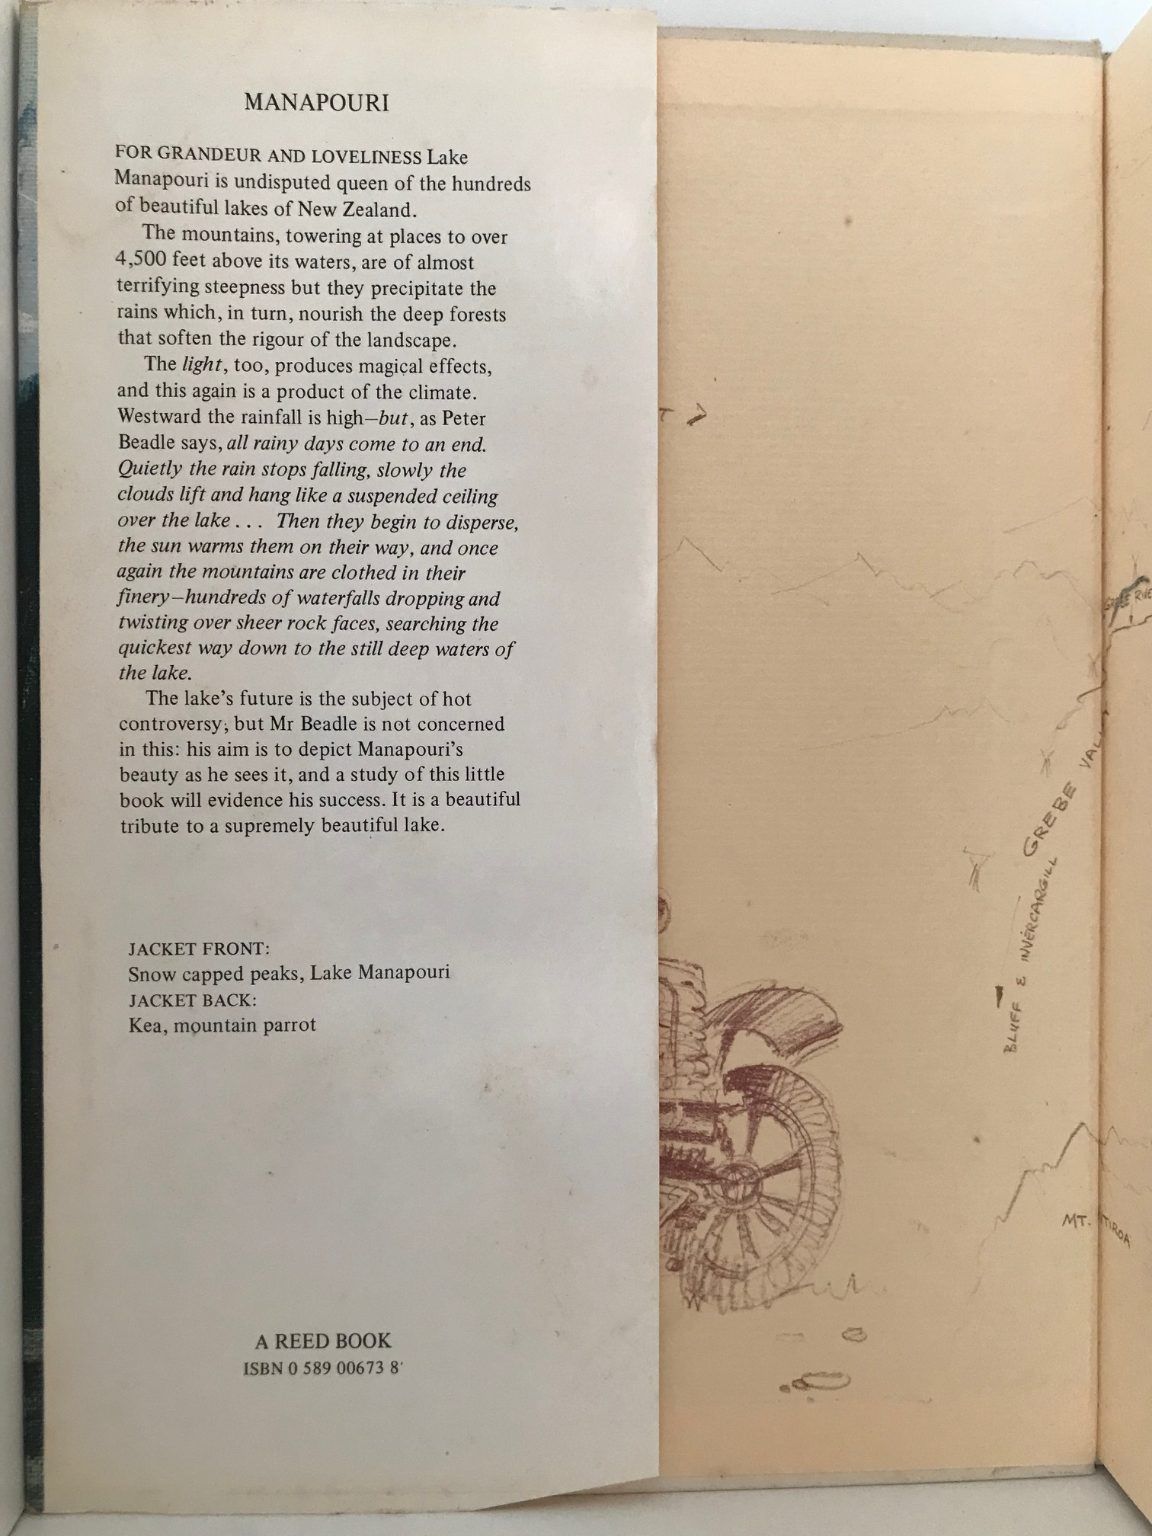 MANAPOURI
FOR GRANDEUR AND LOVELINESS Lake
Manapouri is undisputed queen of the hundreds
of beautiful lakes of New Zealand.
The mountains, towering at places to over
4,500 feet above its waters, are of almost
terrifying steepness but they precipitate the
rains which, in turn, nourish the deep forests
that soften the rigour of the landscape.
The light, too, produces magical effects,
and this again is a product of the climate.
Westward the rainfall is high—but, as Peter
Beadle says, all rainy days come to an end.
Quietly the rain stops falling, slowly the
clouds lift and hang like a suspended ceiling
over the lake . . . Then they begin to disperse,
the sun warms them on their way, and once
again the mountains are clothed in their
finery—hundreds of waterfalls dropping and
twisting over sheer rock faces, searching the
quickest way down to the still deep waters of
the lake.
The lake's future is the subject of hot
controversy; but Mr Beadle is not concerned
in this: his aim is to depict Manapouri's
beauty as he sees it, and a study of this little
book will evidence his success. It is a beautiful
tribute to a supremely beautiful lake.
JACKET FRONT:
Snow capped peaks, Lake Manapouri
JACKET BACK:
Kea, mountain parrot
A REED BOOK
ISBN 0 589 00673 8
GREBE
BLUFF & INVERCARGILL
MT.